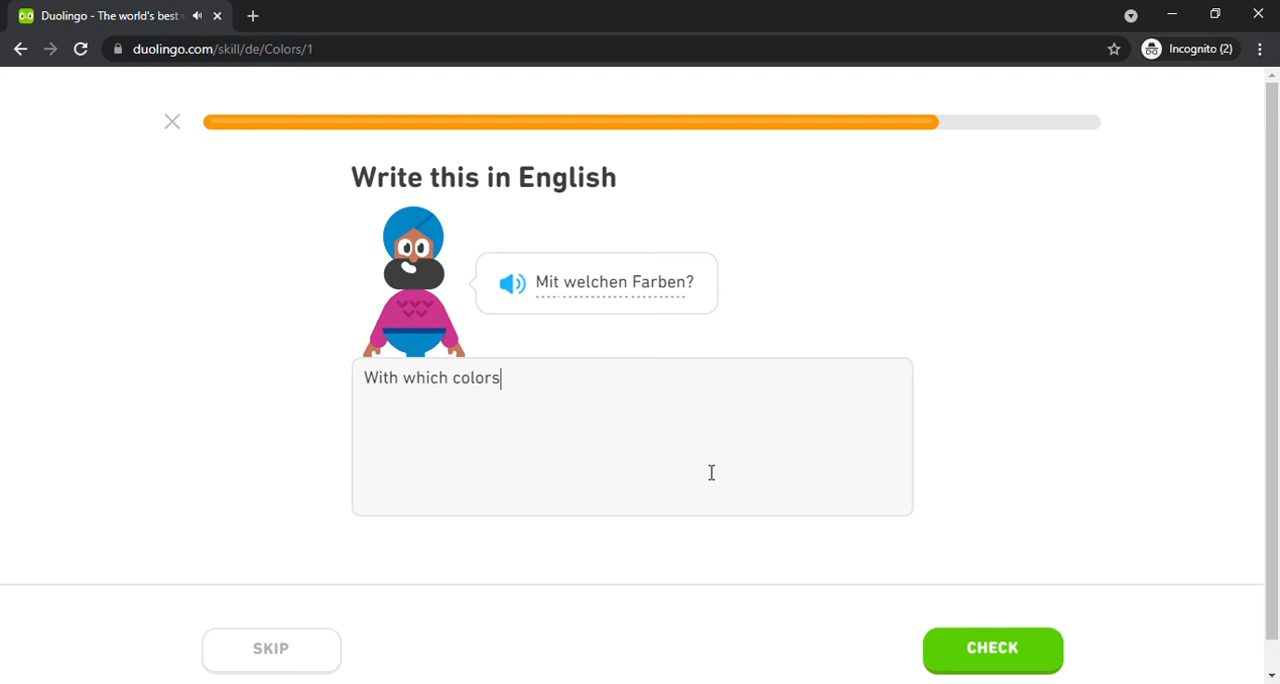 Duolingo - The world's best
duolingo.com/skill/de/Colors/1
Incognito (2)
Write this in English
Mit welchen Farben?
With which colors
SKIP
CHECK